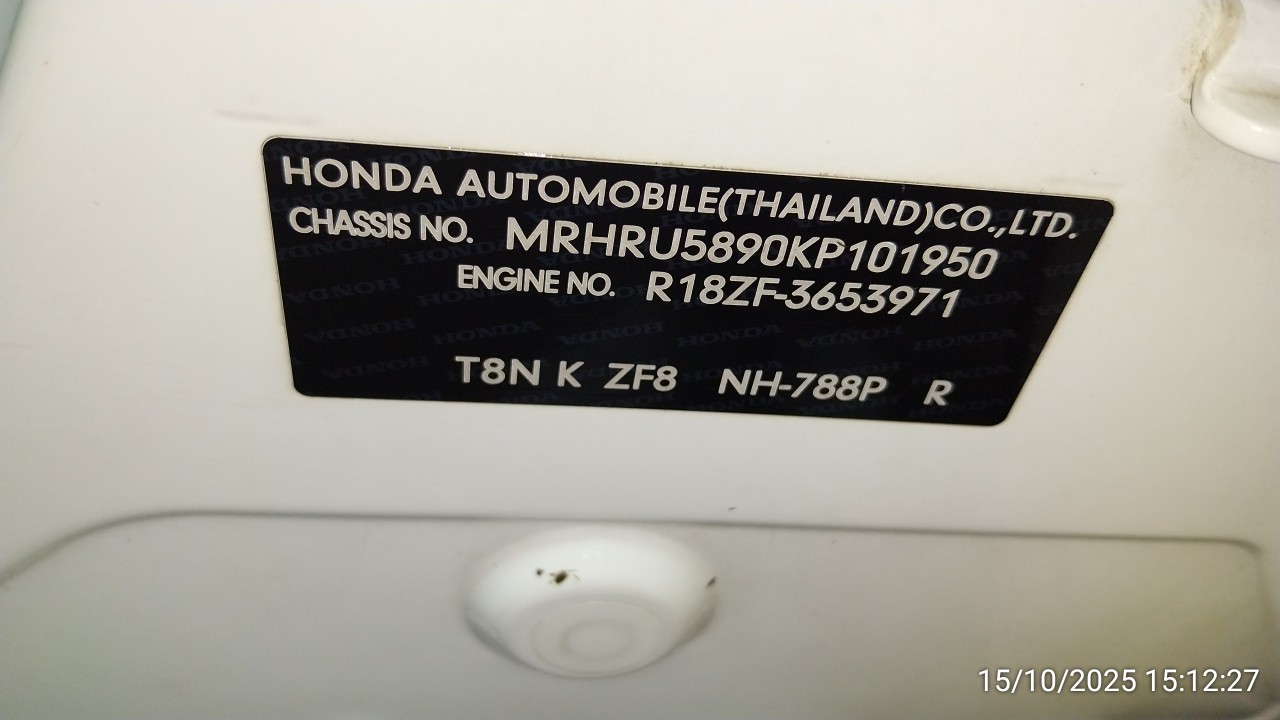 HONDA AUTOMOBILE(THAILAND)CO.,LTD.
CHASSIS NO. MRHRU5890KP101950
ENGINE NO. R18ZF-3653971
T8N K ZF8 NH-788P R
15/10/2025 15:12:27